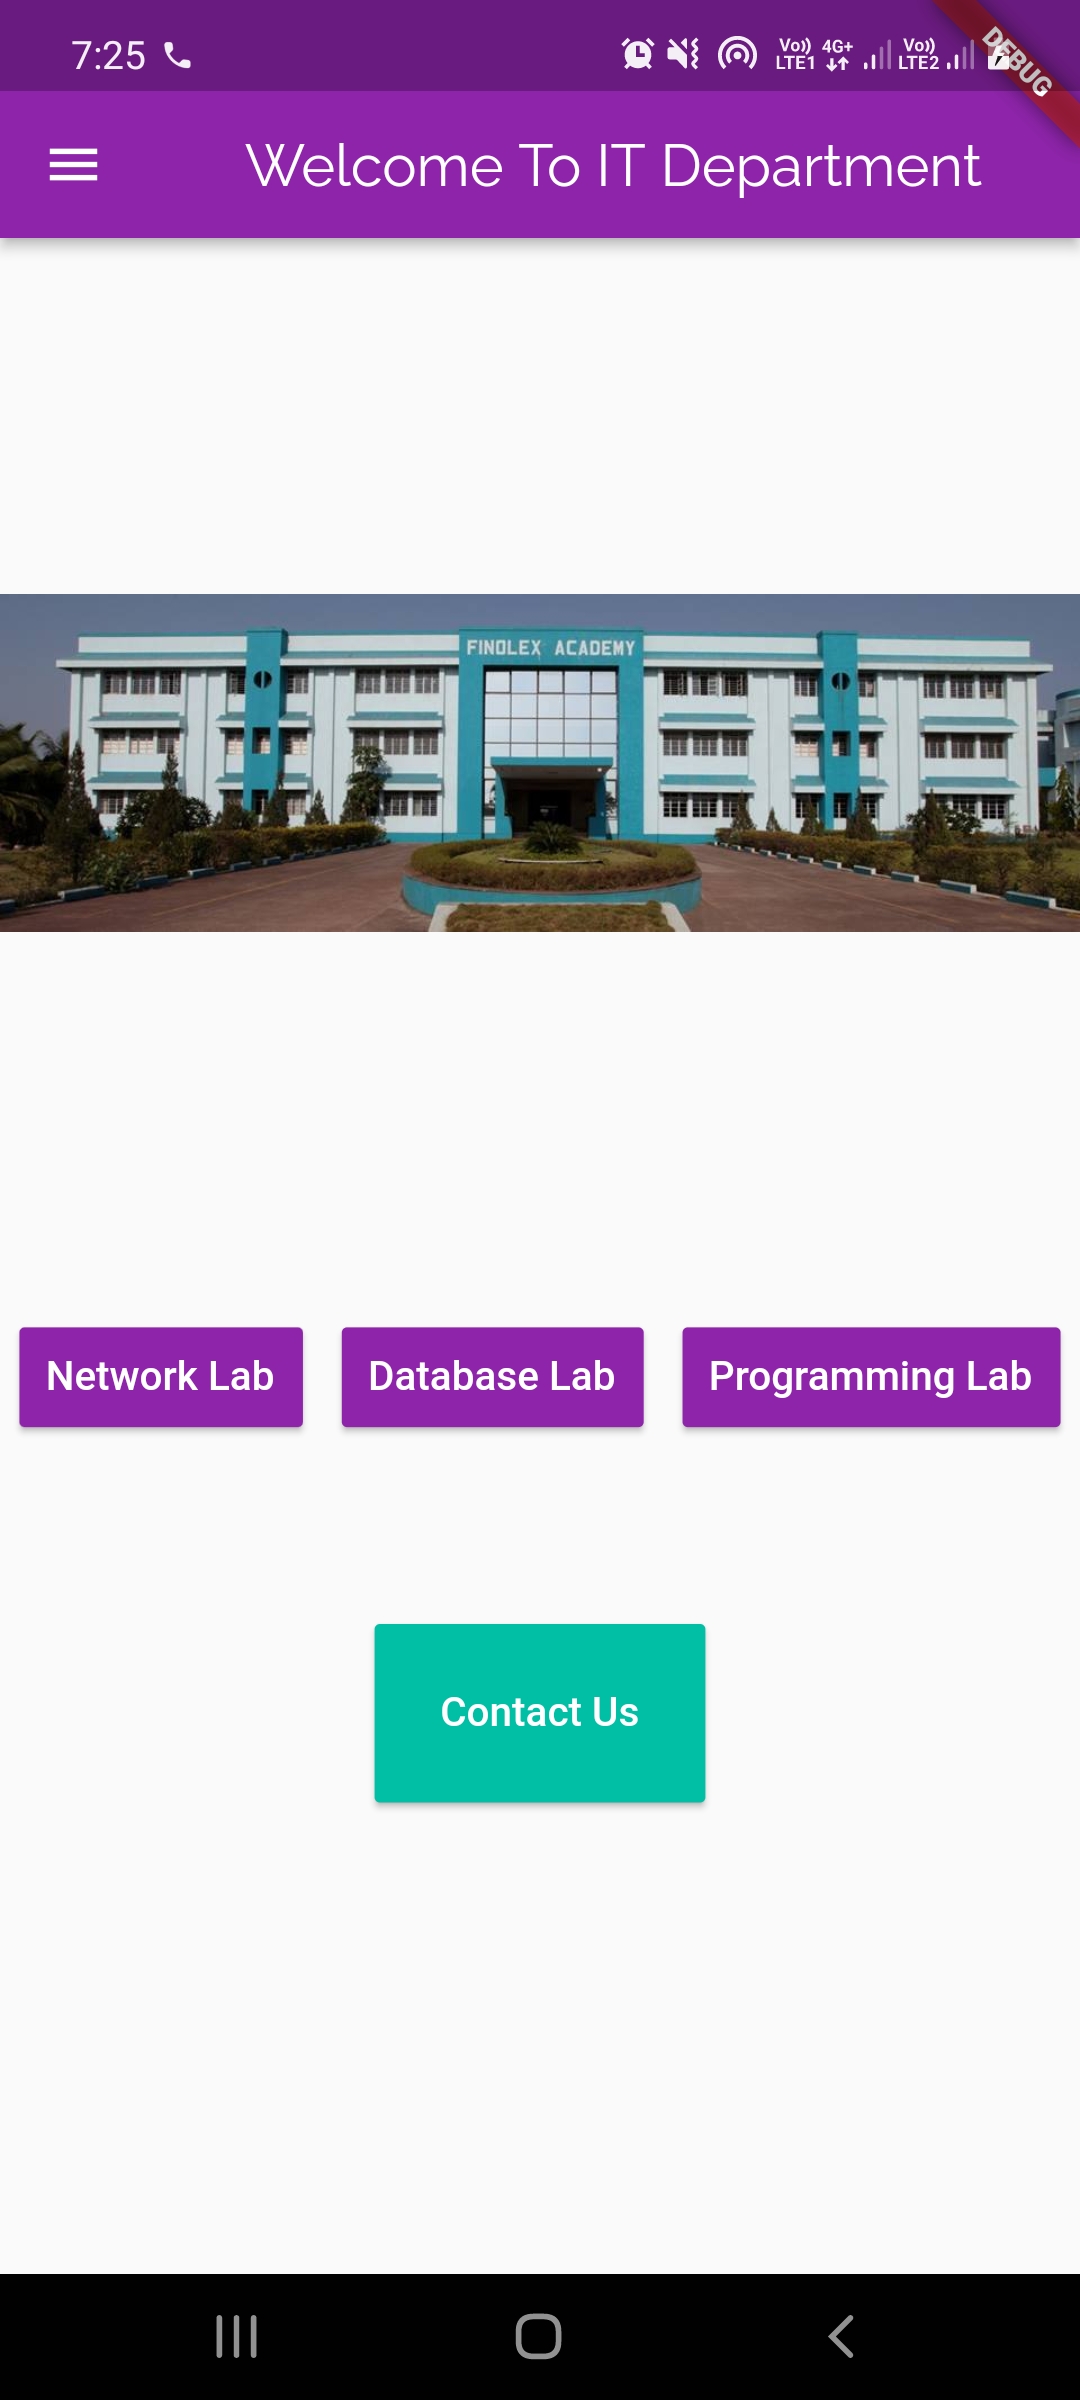 7:25
Vo)) LTE1 4G+ Vo)) LTE2
DEBUG
Welcome To IT Department
FINOLEX ACADEMY
Network Lab
Database Lab
Programming Lab
Contact Us